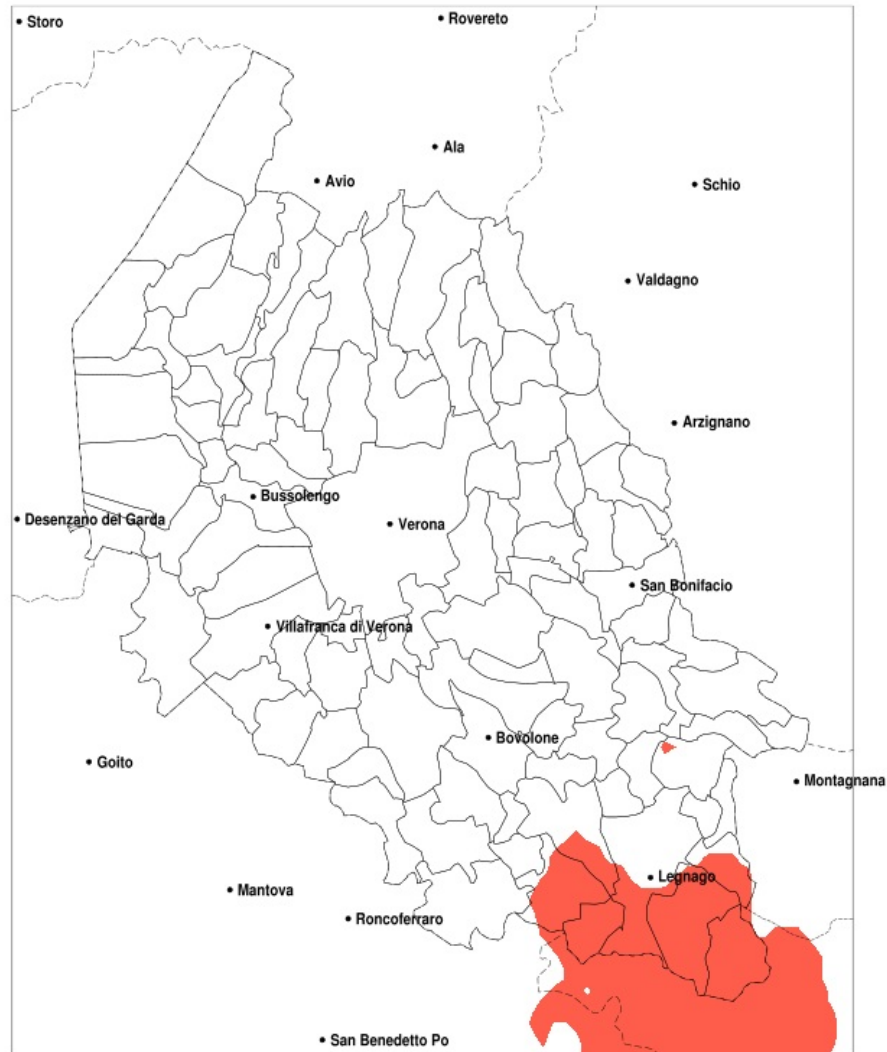 Storo
Rovereto
Ala
Avio
Schio
Valdagno
Arzignano
Bussolengo
Desenzano del Garda
Verona
San Bonifacio
Villafranca di Verona
Bovolone
Goito
Montagnana
Legnago
Mantova
Roncoferraro
San Benedetto Po